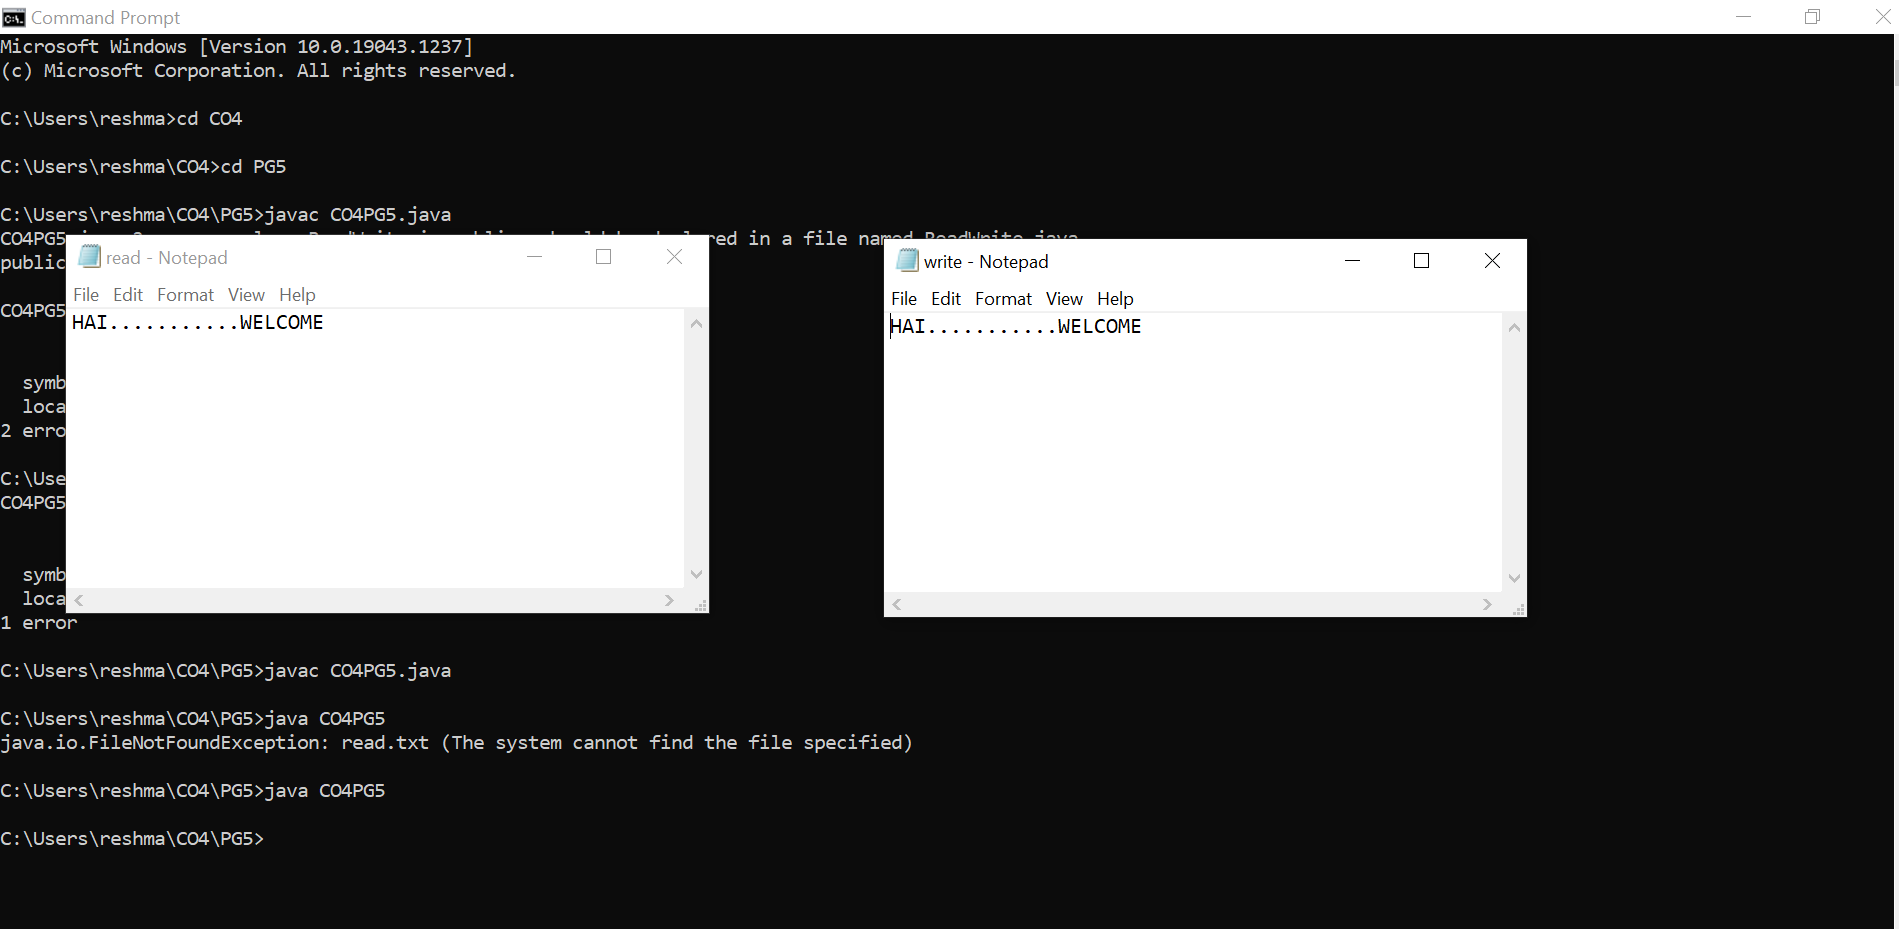 Command Prompt
Microsoft Windows [Version 10.0.19043.1237]
(c) Microsoft Corporation. All rights reserved.
C:\Users\reshma>cd CO4
C:\Users\reshma\CO4>cd PG5
C:\Users\reshma\CO4\PG5>javac CO4PG5.java
CO4PG5 in a file named ReadWrite.java
public
CO4PG5
symb
loca
2 erro
C:\Use
CO4PG5
symb
loca
1 error
read - Notepad
File Edit Format View Help
HAI...........WELCOME
write - Notepad
File Edit Format View Help
HAI...........WELCOME
C:\Users\reshma\CO4\PG5>javac CO4PG5.java
C:\Users\reshma\CO4\PG5>java CO4PG5
java.io.FileNotFoundException: read.txt (The system cannot find the file specified)
C:\Users\reshma\CO4\PG5>java CO4PG5
C:\Users\reshma\CO4\PG5>